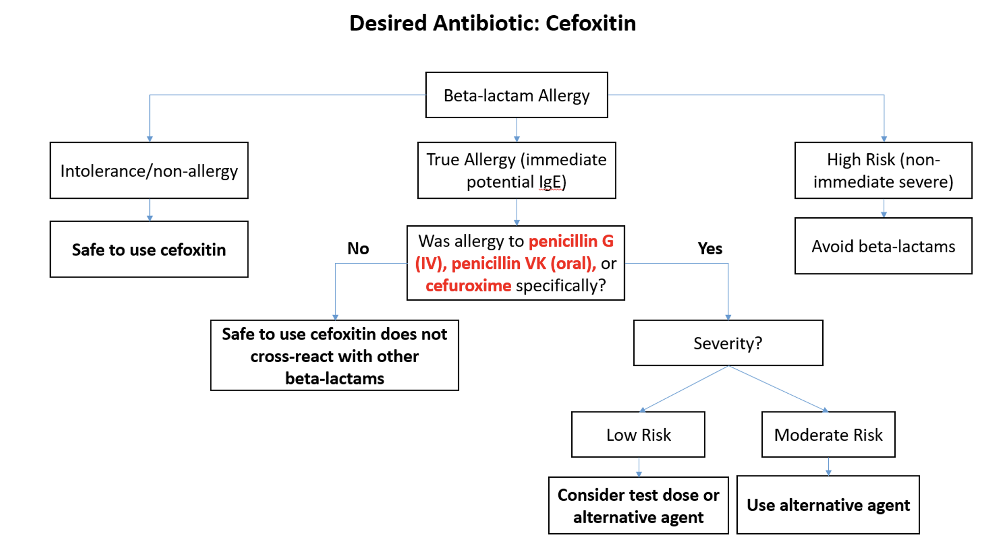 Desired Antibiotic: Cefoxitin
Beta-lactam Allergy
Intolerance/non-allergy
True Allergy (immediate
potential IgE)
High Risk (non-
immediate severe)
Safe to use cefoxitin
No
Was allergy to penicillin G
(IV), penicillin VK (oral), or
cefuroxime specifically?
Yes
Avoid beta-lactams
Safe to use cefoxitin does not
cross-react with other
beta-lactams
Severity?
Low Risk
Moderate Risk
Consider test dose or
alternative agent
Use alternative agent